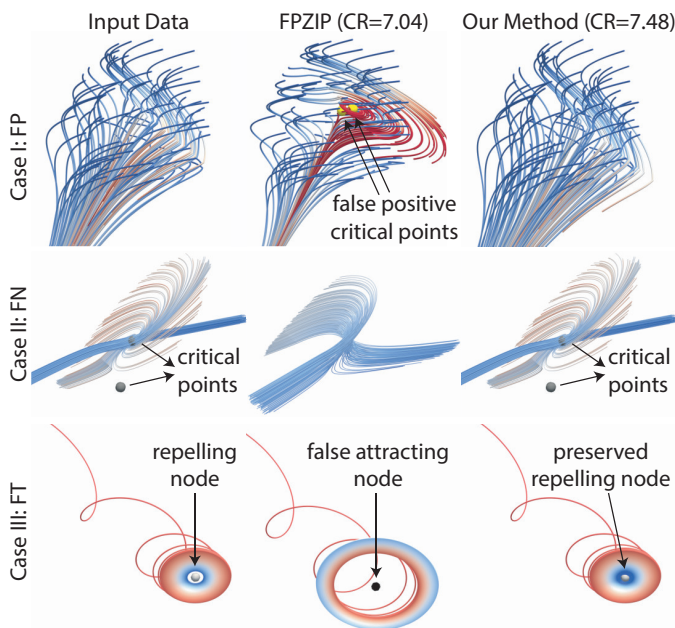 Input Data
FPZIP (CR=7.04)
Our Method (CR=7.48)
Case I: FP
false positive
critical points
Case II: FN
critical
points
critical
points
Case III: FT
repelling
node
false attracting
node
preserved
repelling node